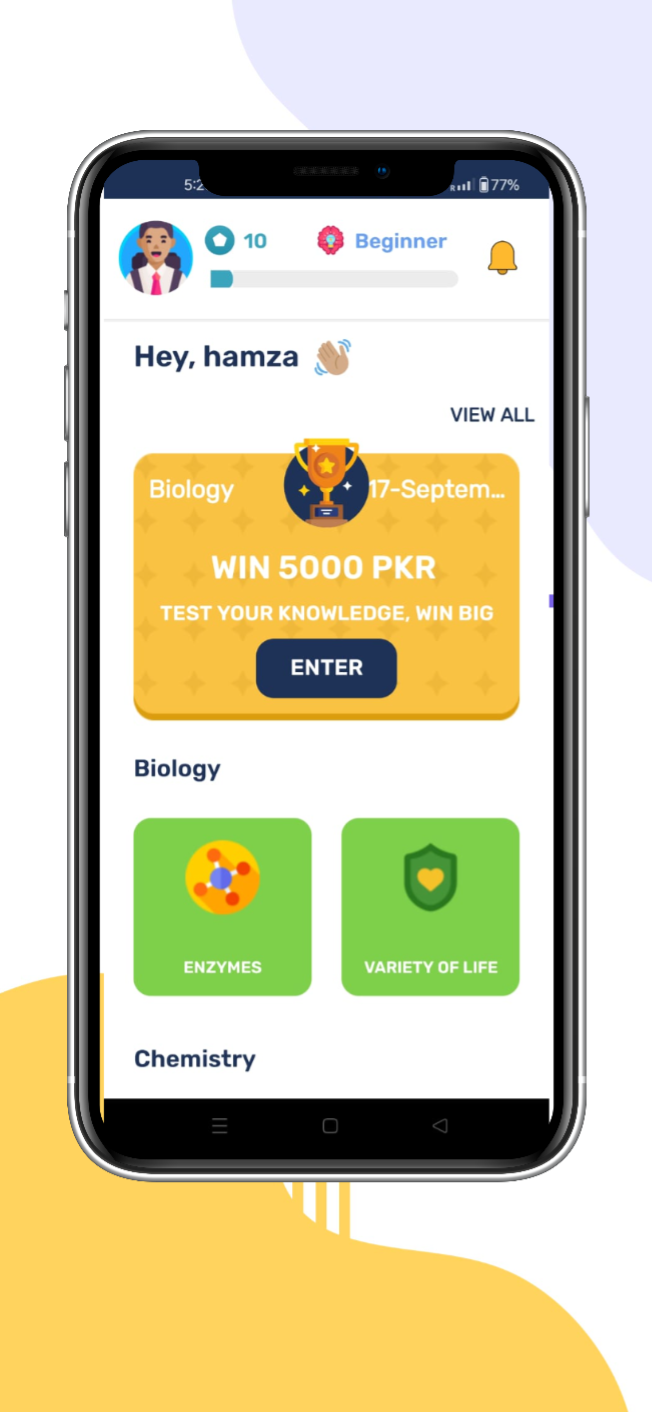 5:2
77%
10
Beginner
Hey, hamza
VIEW ALL
Biology
17-Septem...
WIN 5000 PKR
TEST YOUR KNOWLEDGE, WIN BIG
ENTER
Biology
ENZYMES
VARIETY OF LIFE
Chemistry